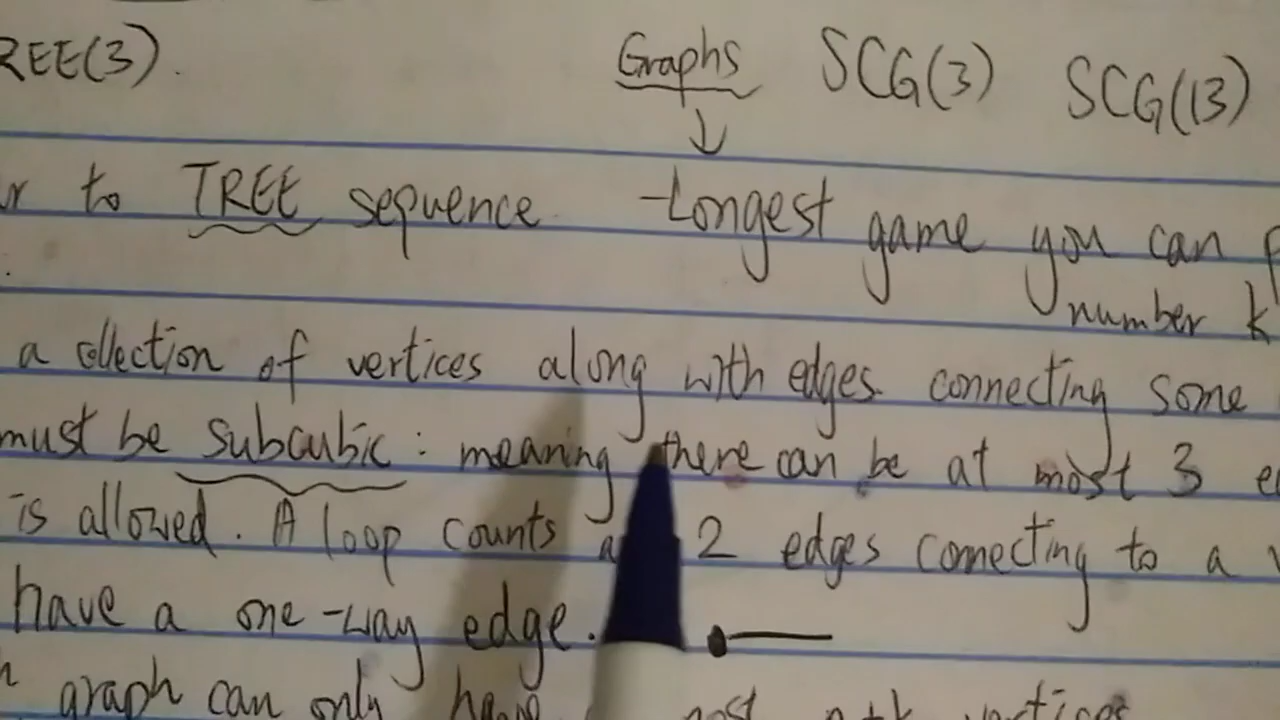 REE(3). Graphs SCG(3) SCG(13)
to TREE sequence - Longest game you can
number k
a collection of vertices along with edges connecting some
must be subcubic : meaning there can be at most 3
is allowed. A loop counts 2 edges connecting to a
have a one-way edge.
graph can only vertices